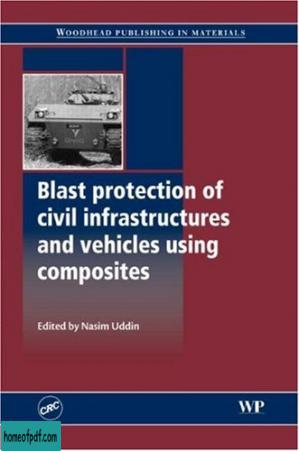 WOODHEAD PUBLISHING IN MATERIALS
Blast protection of
civil infrastructures
and vehicles using
composites
Edited by Nasim Uddin
CRC
WP
homeofpdf.com